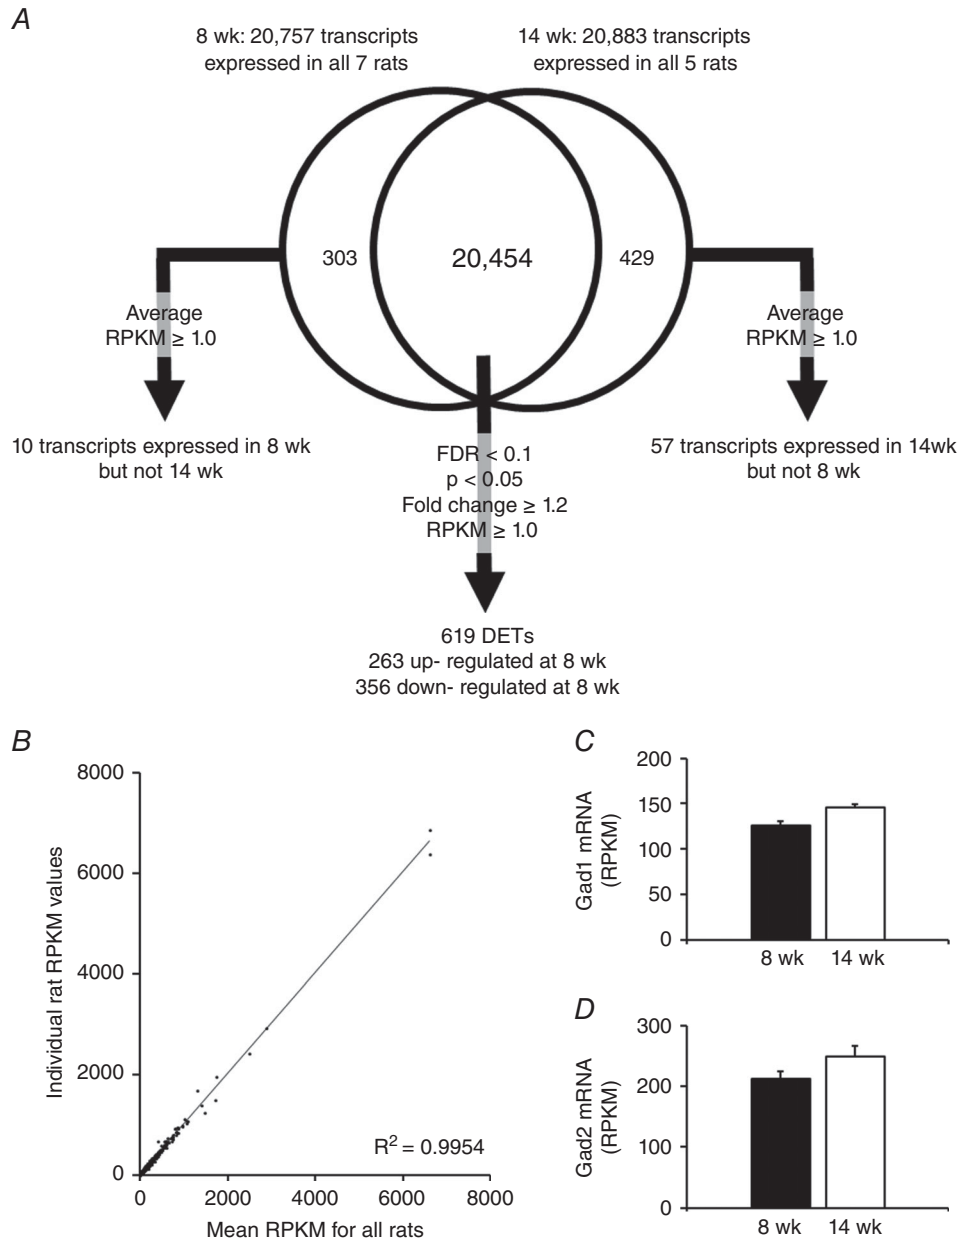 A
8 wk: 20,757 transcripts
expressed in all 7 rats
14 wk: 20,883 transcripts
expressed in all 5 rats
303
20,454
429
Average
RPKM ≥ 1.0
Average
RPKM ≥ 1.0
10 transcripts expressed in 8 wk
but not 14 wk
57 transcripts expressed in 14wk
but not 8 wk
FDR < 0.1
p < 0.05
Fold change ≥ 1.2
RPKM ≥ 1.0
619 DETs
263 up- regulated at 8 wk
356 down- regulated at 8 wk
B
Individual rat RPKM values
8000
6000
4000
2000
0
R² = 0.9954
0 2000 4000 6000 8000
Mean RPKM for all rats
C
Gad1 mRNA
(RPKM)
200
150
100
50
0
8 wk 14 wk
D
Gad2 mRNA
(RPKM)
300
200
100
0
8 wk 14 wk